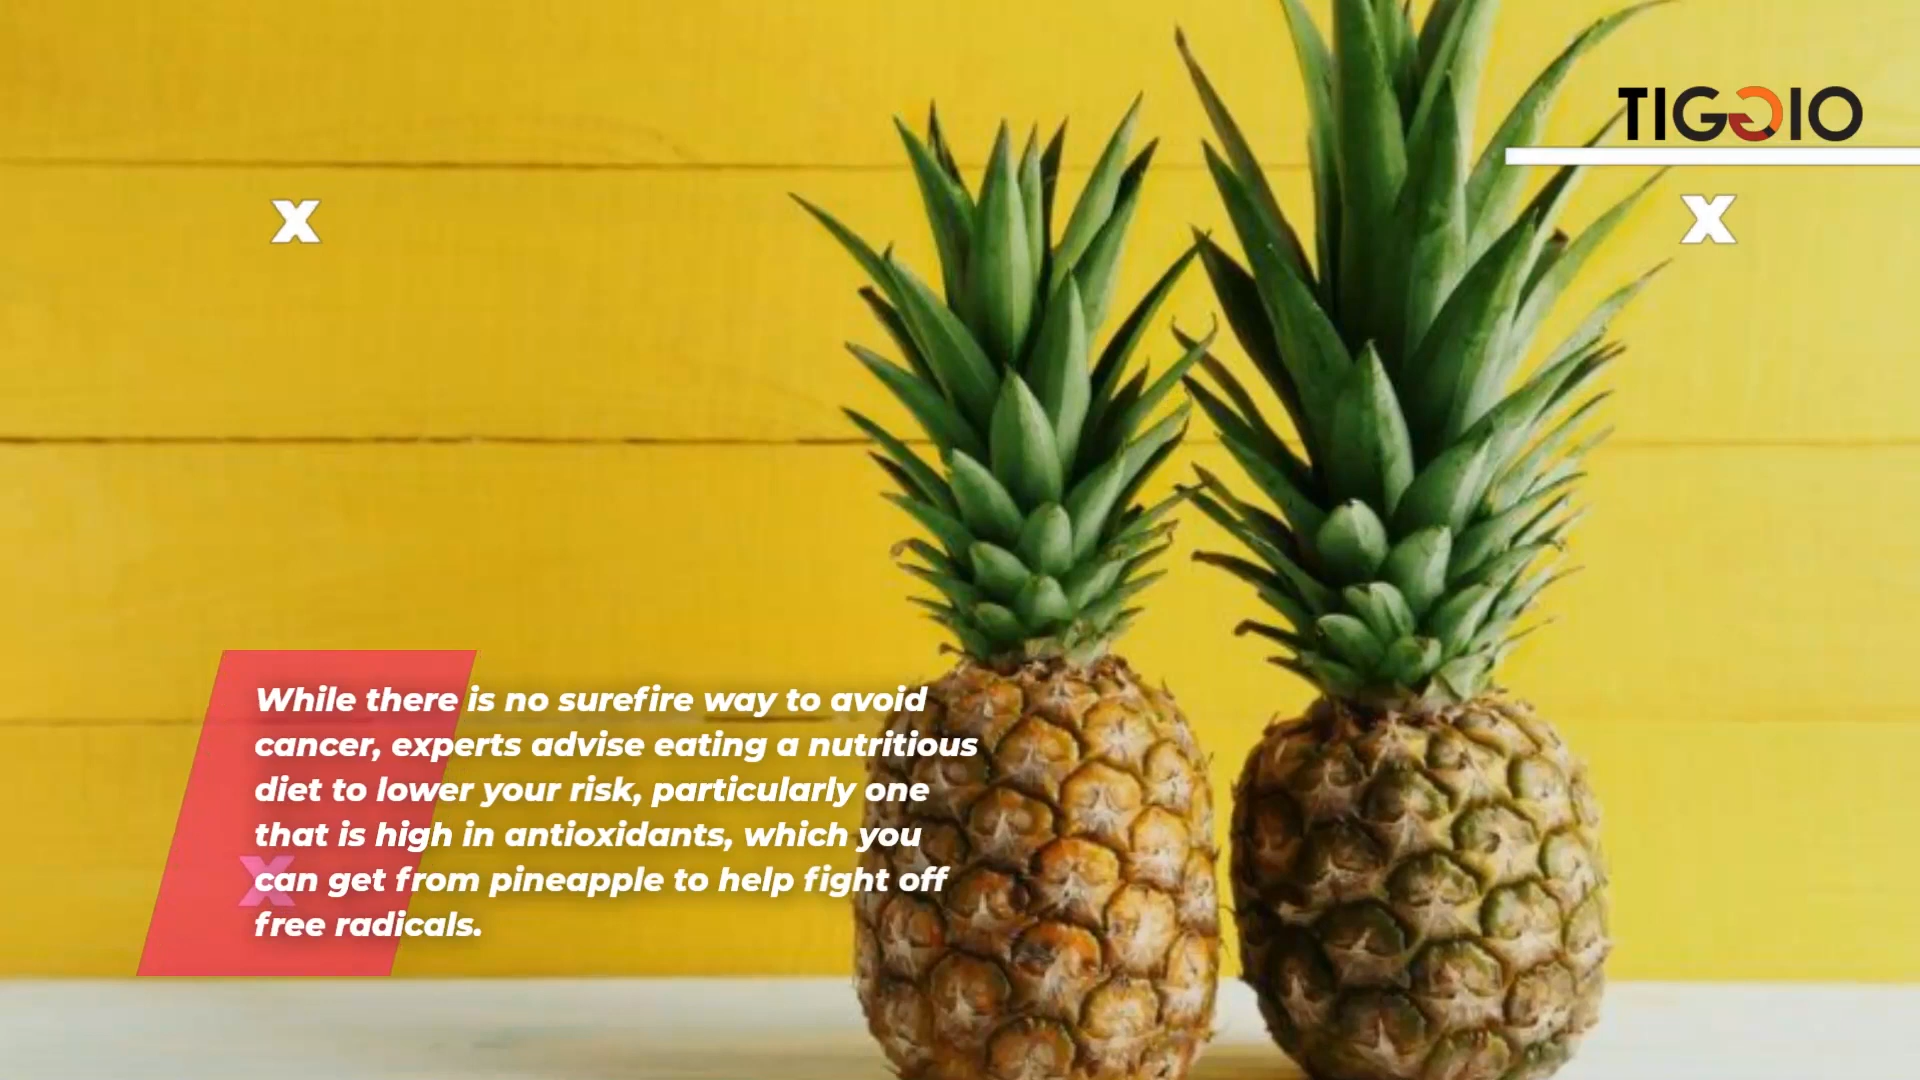 TIGGIO
X
X
While there is no surefire way to avoid
cancer, experts advise eating a nutritious
diet to lower your risk, particularly one
that is high in antioxidants, which you
X
can get from pineapple to help fight off
free radicals.